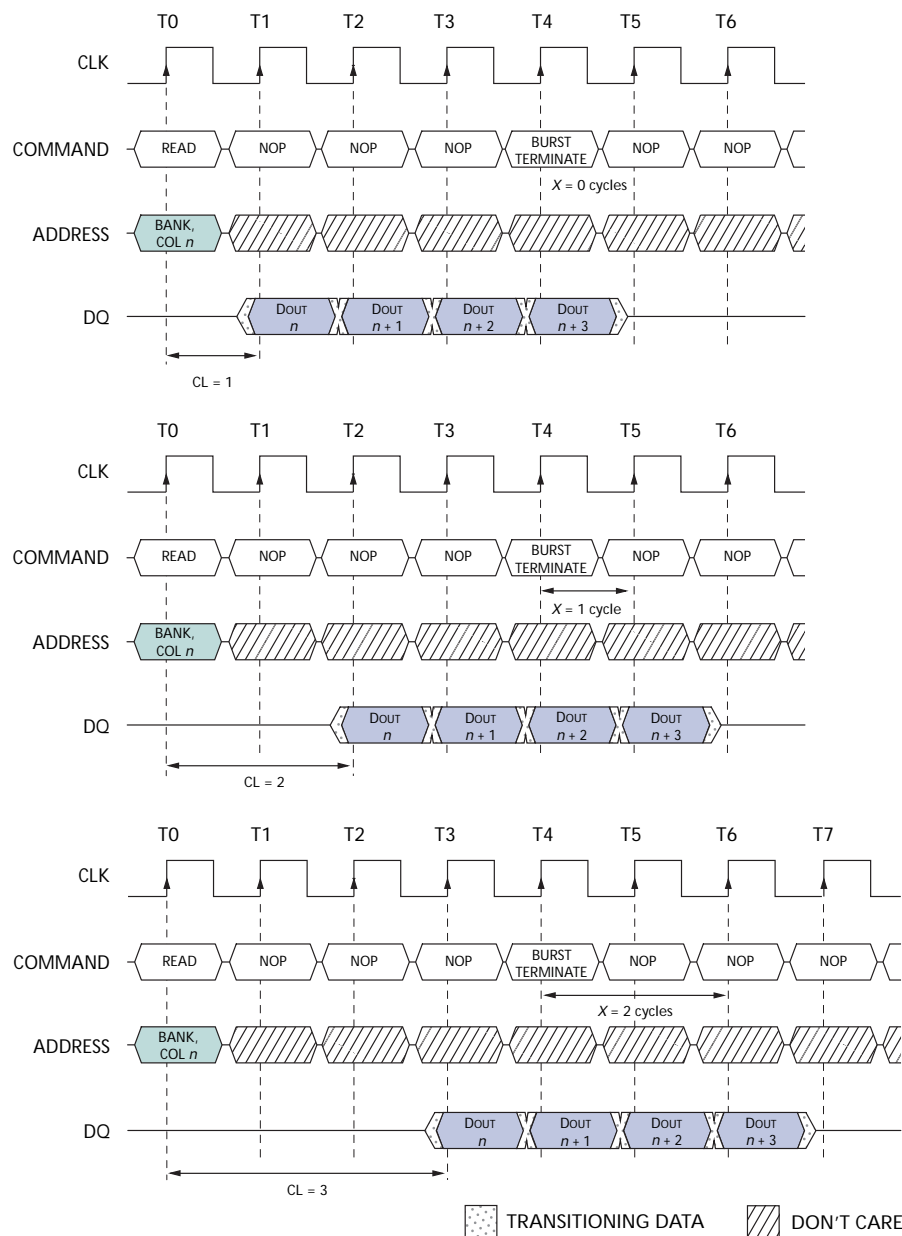 T0 T1 T2 T3 T4 T5 T6
CLK
COMMAND READ NOP NOP NOP BURST TERMINATE NOP NOP
X = 0 cycles
ADDRESS BANK, COL n
DQ DOUT n DOUT n + 1 DOUT n + 2 DOUT n + 3
CL = 1
T0 T1 T2 T3 T4 T5 T6
CLK
COMMAND READ NOP NOP NOP BURST TERMINATE NOP NOP
X = 1 cycle
ADDRESS BANK, COL n
DQ DOUT n DOUT n + 1 DOUT n + 2 DOUT n + 3
CL = 2
T0 T1 T2 T3 T4 T5 T6 T7
CLK
COMMAND READ NOP NOP NOP BURST TERMINATE NOP NOP NOP
X = 2 cycles
ADDRESS BANK, COL n
DQ DOUT n DOUT n + 1 DOUT n + 2 DOUT n + 3
CL = 3
TRANSITIONING DATA DON'T CARE